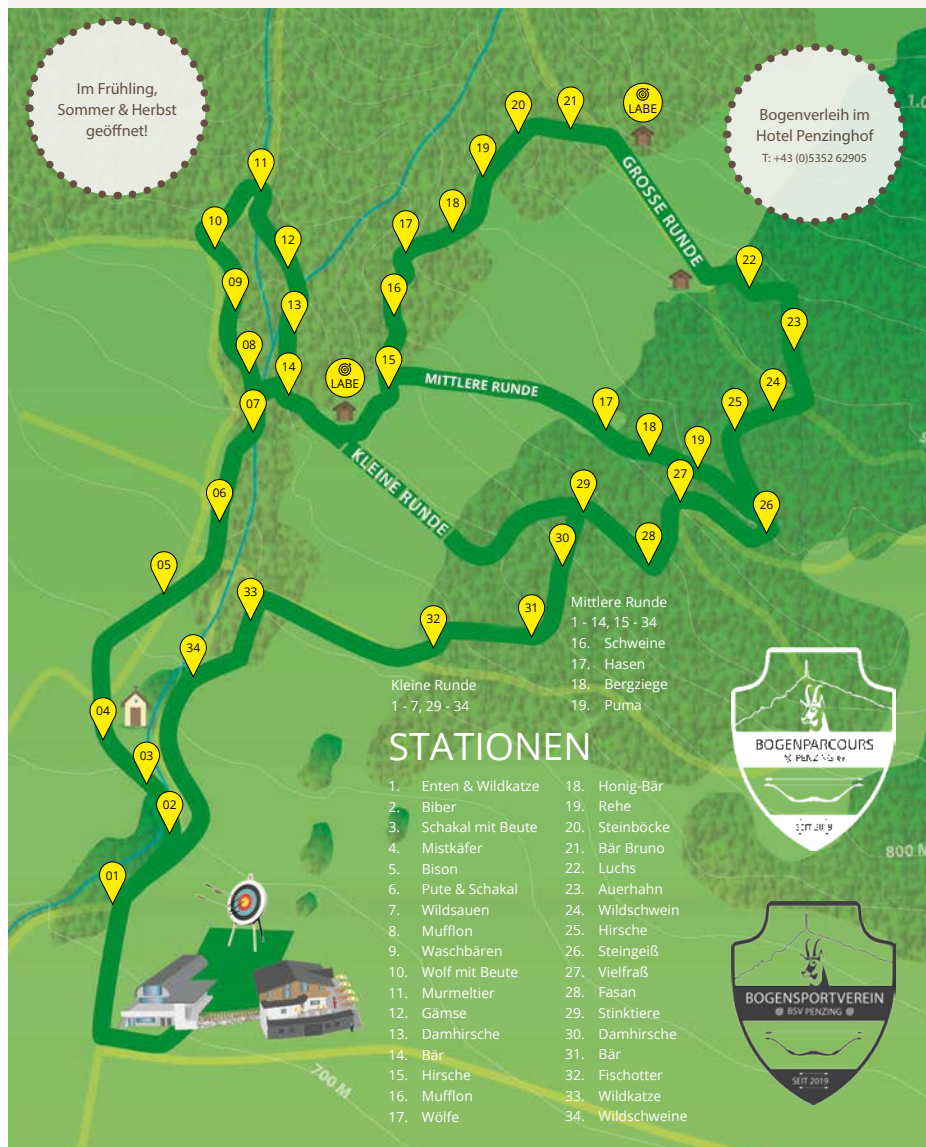 Im Frühling,
Sommer & Herbst
geöffnet!
Bogenverleih im
Hotel Penzinghof
T: +43 (0)5352 62905
1.0
20
21
LABE
19
11
18
GROSSE RUNDE
10
17
12
22
09
16
13
23
08
14
LABE
15
MITTLERE RUNDE
24
07
17
25
18
19
KLEINE RUNDE
27
29
06
26
28
30
05
33
31
32
34
04
03
02
01
Mittlere Runde
1 - 14, 15 - 34
16. Schweine
17. Hasen
18. Bergziege
19. Puma
Kleine Runde
1 - 7, 29 - 34
STATIONEN
1. Enten & Wildkatze
2. Biber
3. Schakal mit Beute
4. Mistkäfer
5. Bison
6. Pute & Schakal
7. Wildsauen
8. Mufflon
9. Waschbären
10. Wolf mit Beute
11. Murmeltier
12. Gämse
13. Damhirsche
14. Bär
15. Hirsche
16. Mufflon
17. Wölfe
18. Honig-Bär
19. Rehe
20. Steinböcke
21. Bär Bruno
22. Luchs
23. Auerhahn
24. Wildschwein
25. Hirsche
26. Steingeiß
27. Vielfraß
28. Fasan
29. Stinktiere
30. Damhirsche
31. Bär
32. Fischotter
33. Wildkatze
34. Wildschweine
BOGENPARCOURS
PENZING
SEIT 2019
800 M
BOGENSPORTVEREIN
BSV PENZING
SEIT 2019
700 M